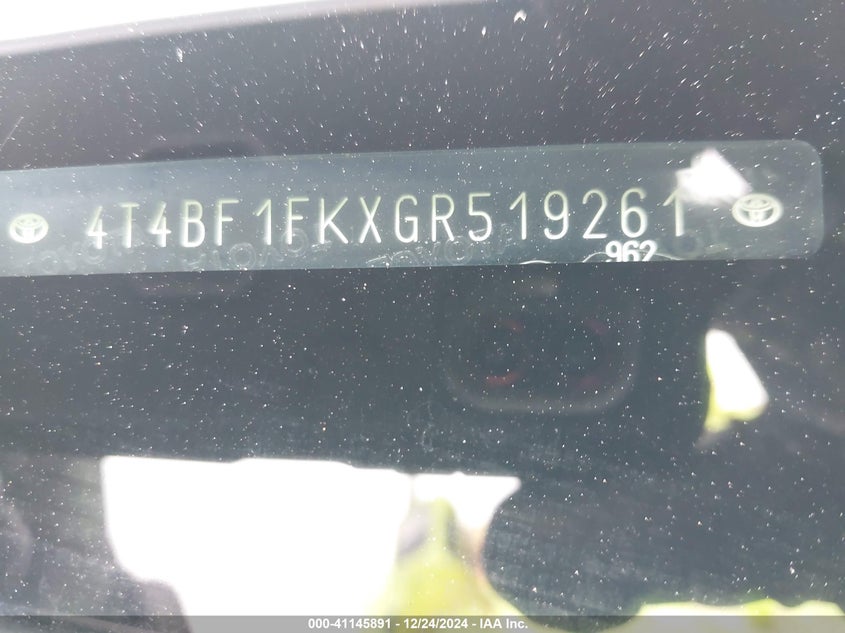 4T4BF1FKXGR519261
962
000-41145891 - 12/24/2024 - IAA Inc.